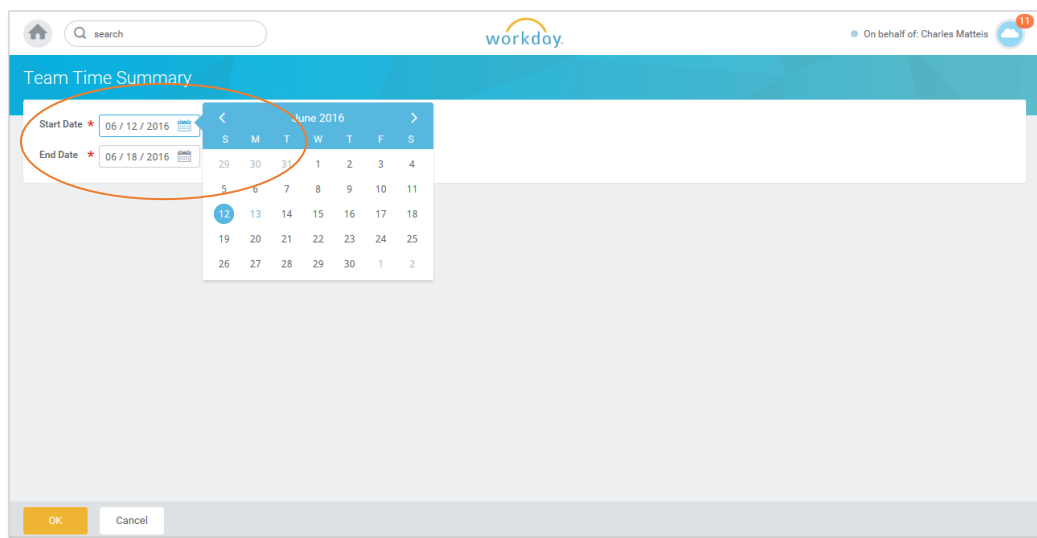 search
workday.
On behalf of: Charles Matteis
11
Team Time Summary
Start Date * 06 / 12 / 2016
End Date * 06 / 18 / 2016
< June 2016 >
S M T W T F S
29 30 31 1 2 3 4
5 6 7 8 9 10 11
12 13 14 15 16 17 18
19 20 21 22 23 24 25
26 27 28 29 30 1 2
OK Cancel